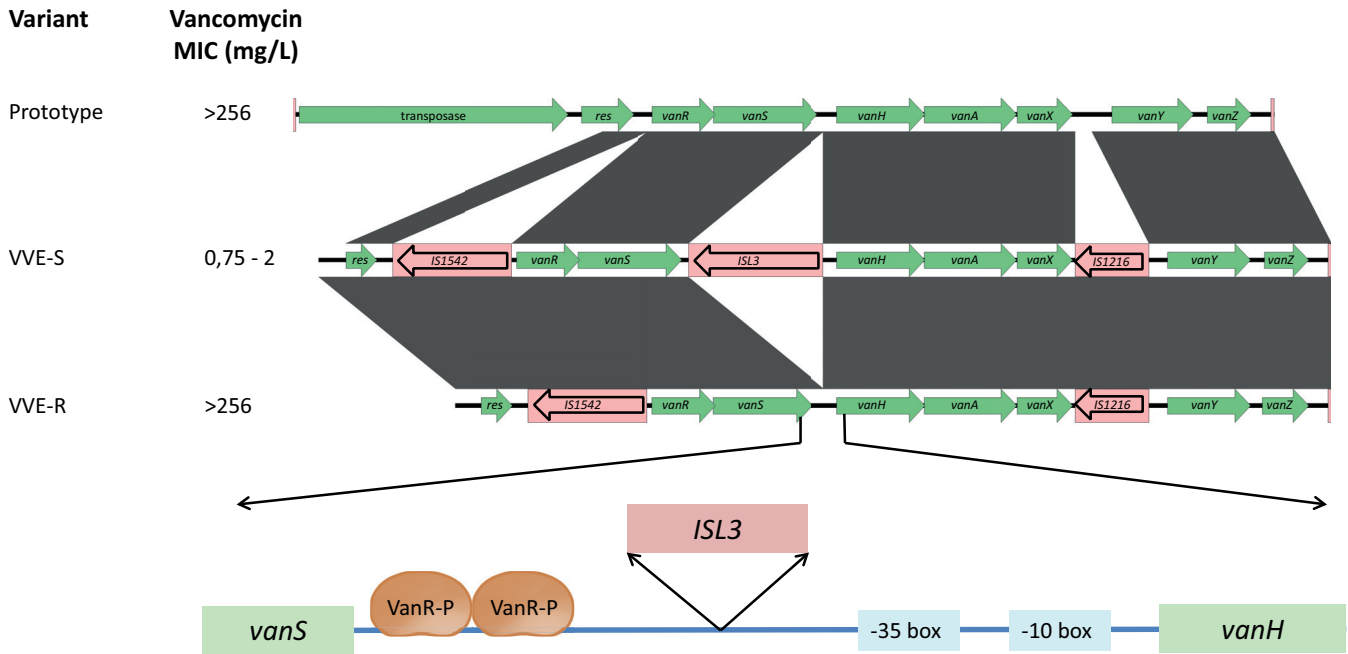 Variant Vancomycin
MIC (mg/L)
Prototype >256 transposase res vanR vanS vanH vanA vanX vanY vanZ
VVE-S 0,75 - 2 res IS1542 vanR vanS ISL3 vanH vanA vanX IS1216 vanY vanZ
VVE-R >256 res IS1542 vanR vanS vanH vanA vanX IS1216 vanY vanZ
ISL3
VanR-P VanR-P
vanS -35 box -10 box vanH